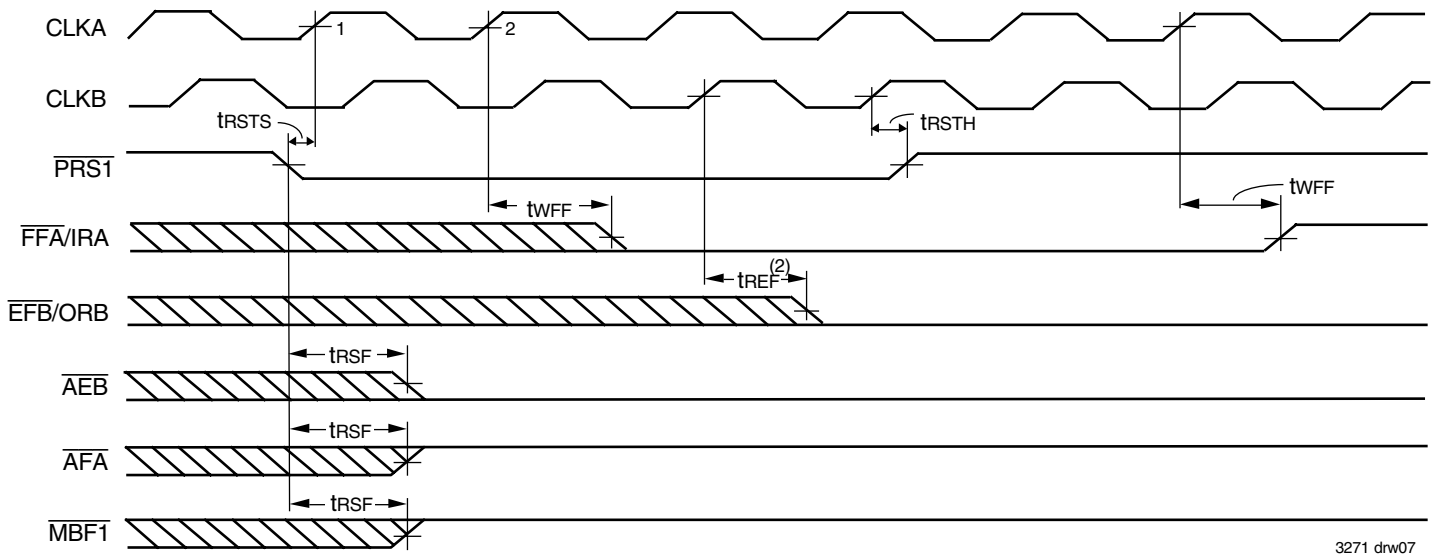 CLKA
1
2
CLKB
tRSTS
tRSTH
PRS1
tWFF
tWFF
FFA/IRA
tREF(2)
EFB/ORB
tRSF
AEB
tRSF
AFA
tRSF
MBF1
3271 drw07